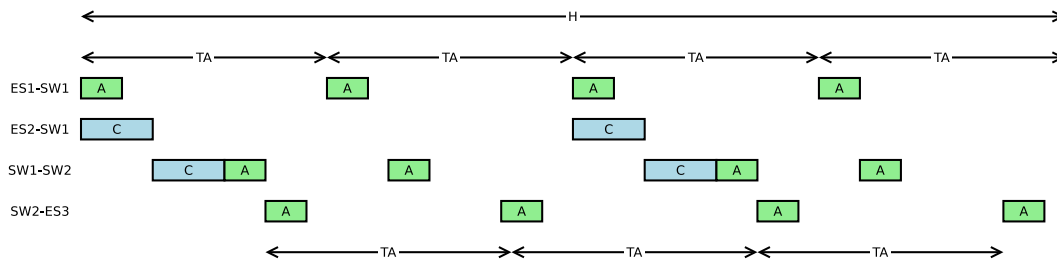 H
TA TA TA TA
ES1-SW1 A A A A
ES2-SW1 C C
SW1-SW2 C A A C A A
SW2-ES3 A A A A
TA TA TA